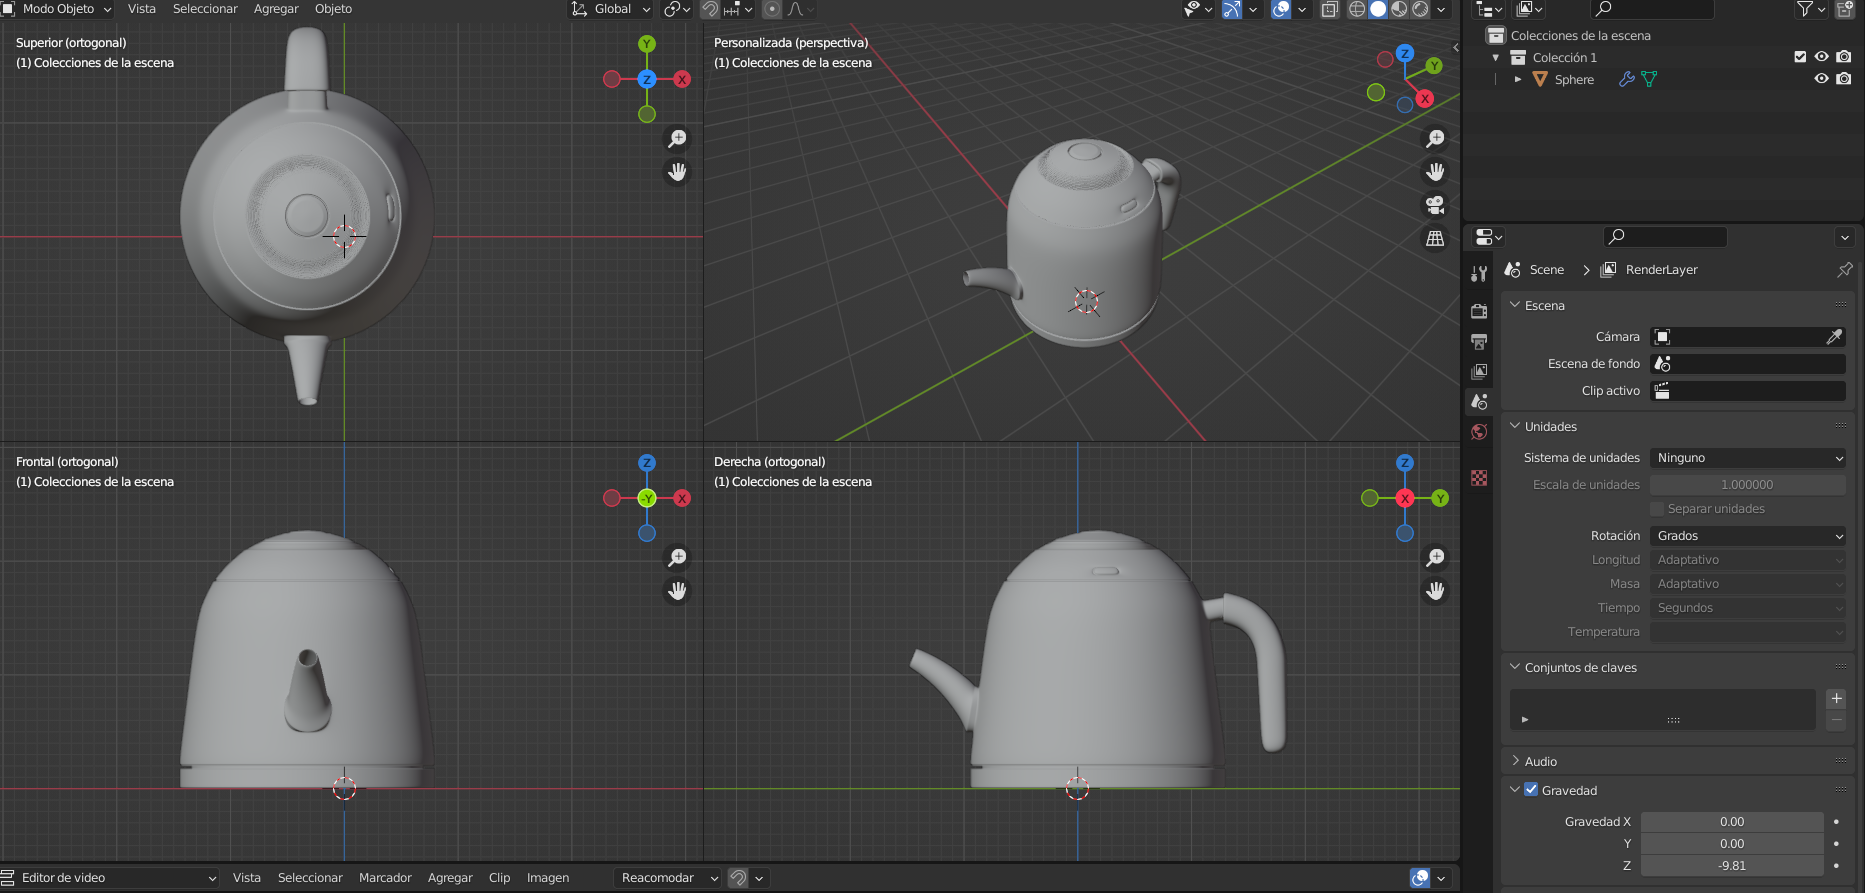 Modo Objeto Vista Seleccionar Agregar Objeto Global
Superior (ortogonal)
(1) Colecciones de la escena
Y
Z X
Personalizada (perspectiva)
(1) Colecciones de la escena
Z
Y
X
Frontal (ortogonal)
(1) Colecciones de la escena
Z
-Y X
Derecha (ortogonal)
(1) Colecciones de la escena
Z
X Y
Editor de video Vista Seleccionar Marcador Agregar Clip Imagen Reacomodar
Colecciones de la escena
Colección 1
Sphere
Scene RenderLayer
Escena
Cámara
Escena de fondo
Clip activo
Unidades
Sistema de unidades Ninguno
Escala de unidades 1.000000
Separar unidades
Rotación Grados
Longitud Adaptativo
Masa Adaptativo
Tiempo Segundos
Temperatura
Conjuntos de claves
Audio
Gravedad
Gravedad X 0.00
Y 0.00
Z -9.81